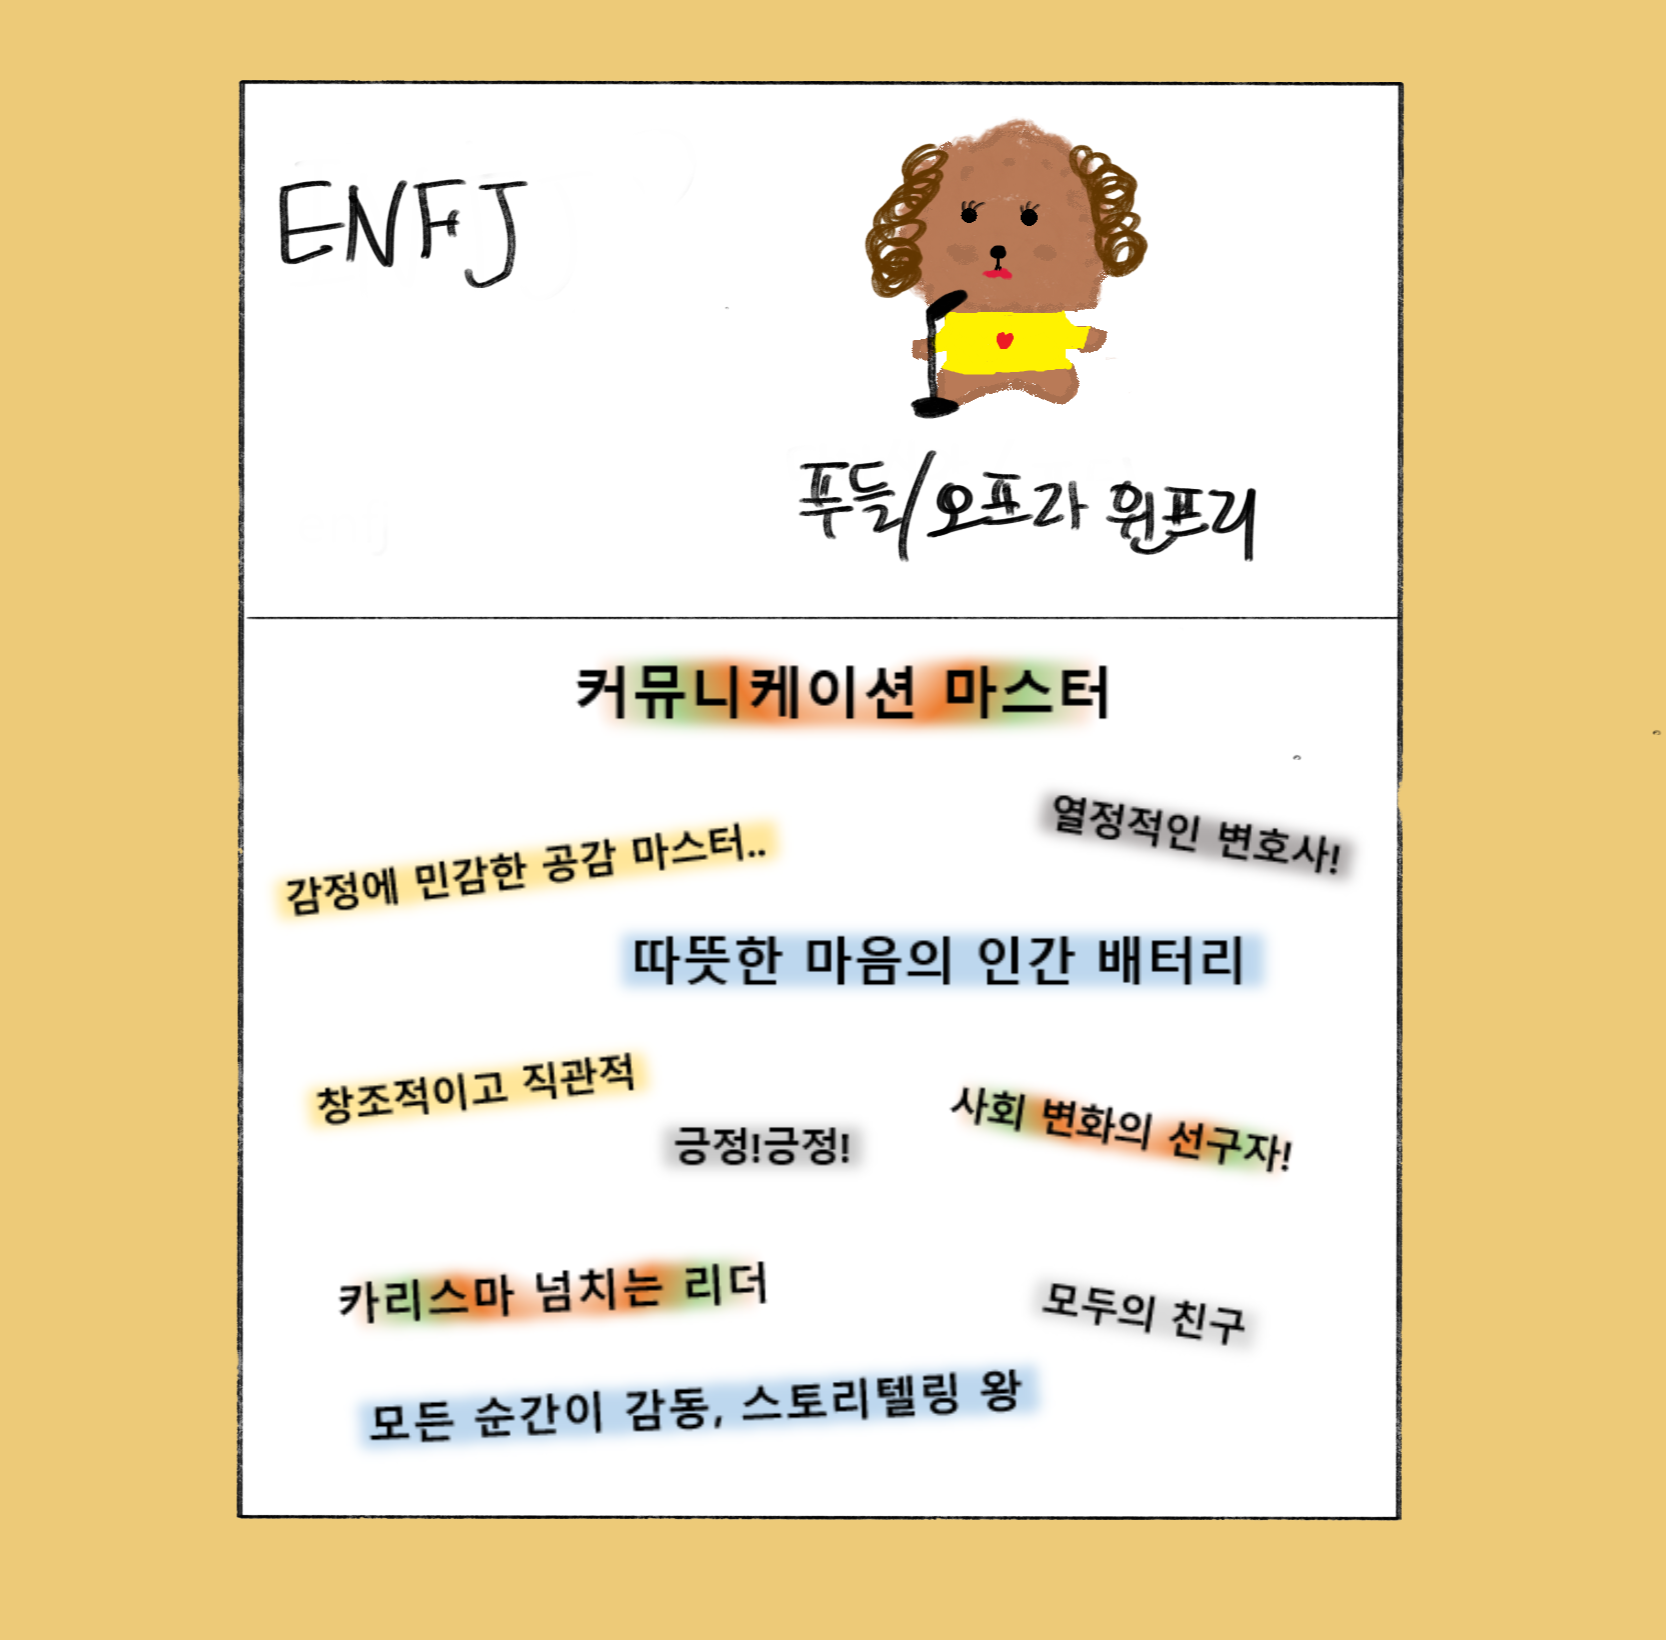 ENFJ
푸들/오프라 윈프리
커뮤니케이션 마스터
열정적인 변호사!
감정에 민감한 공감 마스터..
따뜻한 마음의 인간 배터리
창조적이고 직관적
긍정!긍정!
사회 변화의 선구자!
카리스마 넘치는 리더
모두의 친구
모든 순간이 감동, 스토리텔링 왕